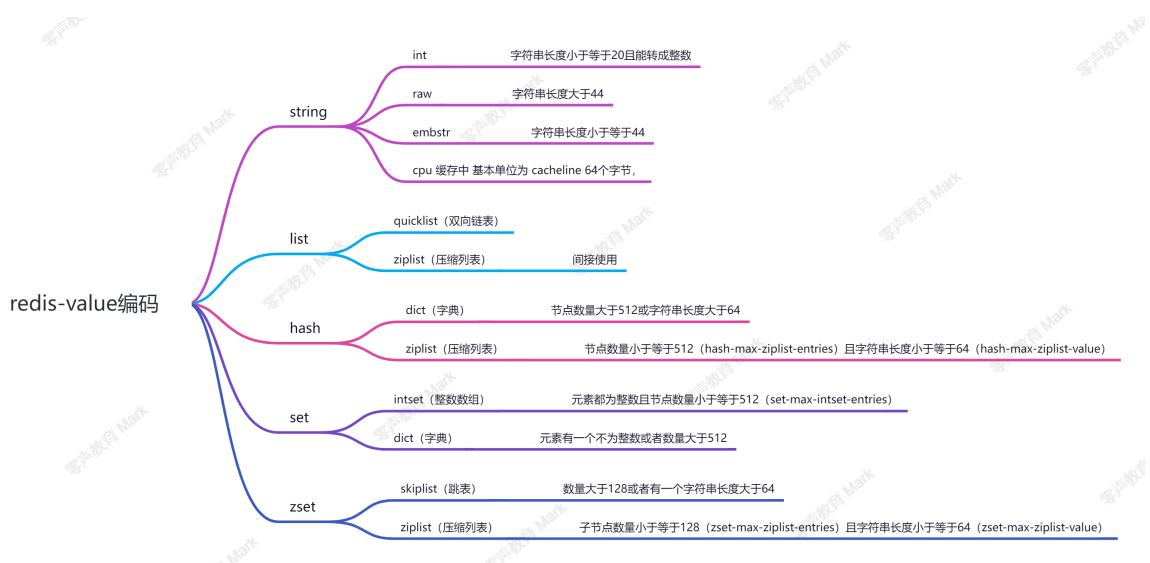 redis-value编码
string
int 字符串长度小于等于20且能转成整数
raw 字符串长度大于44
embstr 字符串长度小于等于44
cpu 缓存中 基本单位为 cacheline 64个字节，
list
quicklist（双向链表）
ziplist（压缩列表） 间接使用
hash
dict（字典） 节点数量大于512或字符串长度大于64
ziplist（压缩列表） 节点数量小于等于512（hash-max-ziplist-entries）且字符串长度小于等于64（hash-max-ziplist-value）
set
intset（整数数组） 元素都为整数且节点数量小于等于512（set-max-intset-entries）
dict（字典） 元素有一个不为整数或者数量大于512
zset
skiplist（跳表） 数量大于128或者有一个字符串长度大于64
ziplist（压缩列表） 子节点数量小于等于128（zset-max-ziplist-entries）且字符串长度小于等于64（zset-max-ziplist-value）
零声教育 Mark